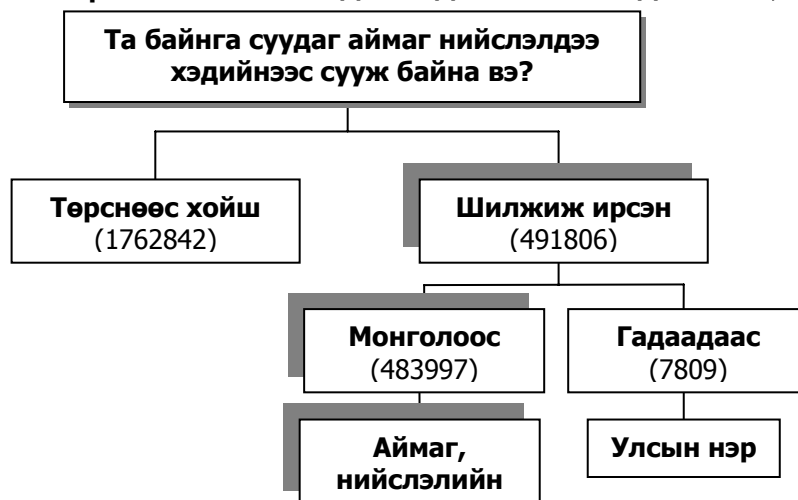 Та байнга суудаг аймаг нийслэлдээ
хэдийнээс сууж байна вэ?
Төрснөөс хойш
(1762842)
Шилжиж ирсэн
(491806)
Монголоос
(483997)
Гадаадаас
(7809)
Аймаг,
нийслэлийн
Улсын нэр